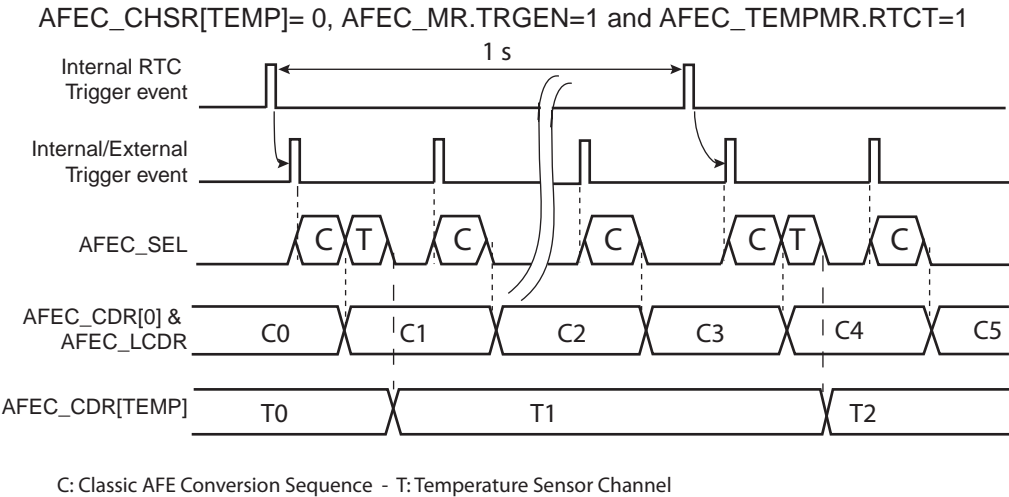 AFEC_CHSR[TEMP]= 0, AFEC_MR.TRGEN=1 and AFEC_TEMPMR.RTCT=1
1 s
Internal RTC
Trigger event
Internal/External
Trigger event
AFEC_SEL
C T C C C T C
AFEC_CDR[0] &
AFEC_LCDR
C0 C1 C2 C3 C4 C5
AFEC_CDR[TEMP]
T0 T1 T2
C: Classic AFE Conversion Sequence - T: Temperature Sensor Channel